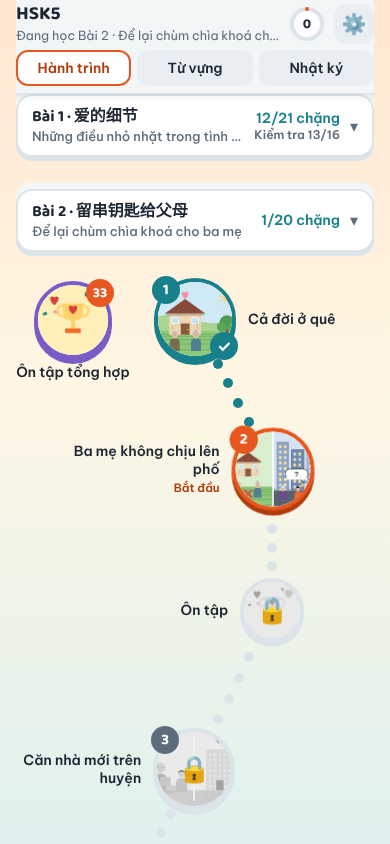 HSK5
Đang học Bài 2 · Để lại chùm chìa khoá ch...
0
Hành trình
Từ vựng
Nhật ký
Bài 1 · 爱的细节
12/21 chặng
Những điều nhỏ nhặt trong tình ...
Kiểm tra 13/16
Bài 2 · 留串钥匙给父母
1/20 chặng
Để lại chùm chìa khoá cho ba mẹ
33
Ôn tập tổng hợp
1
Cả đời ở quê
2
Ba mẹ không chịu lên
phố
Bắt đầu
?
Ôn tập
3
Căn nhà mới trên
huyện